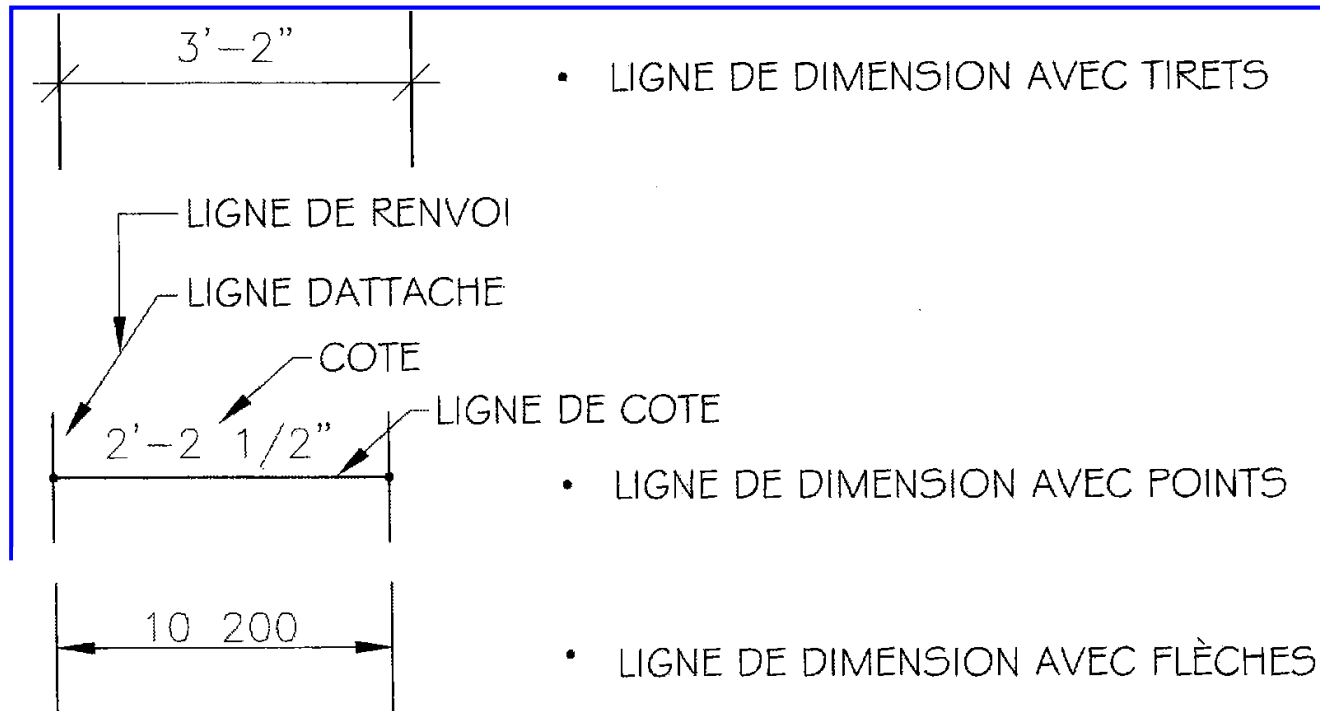 3'-2"
• LIGNE DE DIMENSION AVEC TIRETS
LIGNE DE RENVOI
LIGNE DATTACHE
COTE
LIGNE DE COTE
2'-2 1/2"
• LIGNE DE DIMENSION AVEC POINTS
10 200
• LIGNE DE DIMENSION AVEC FLÈCHES